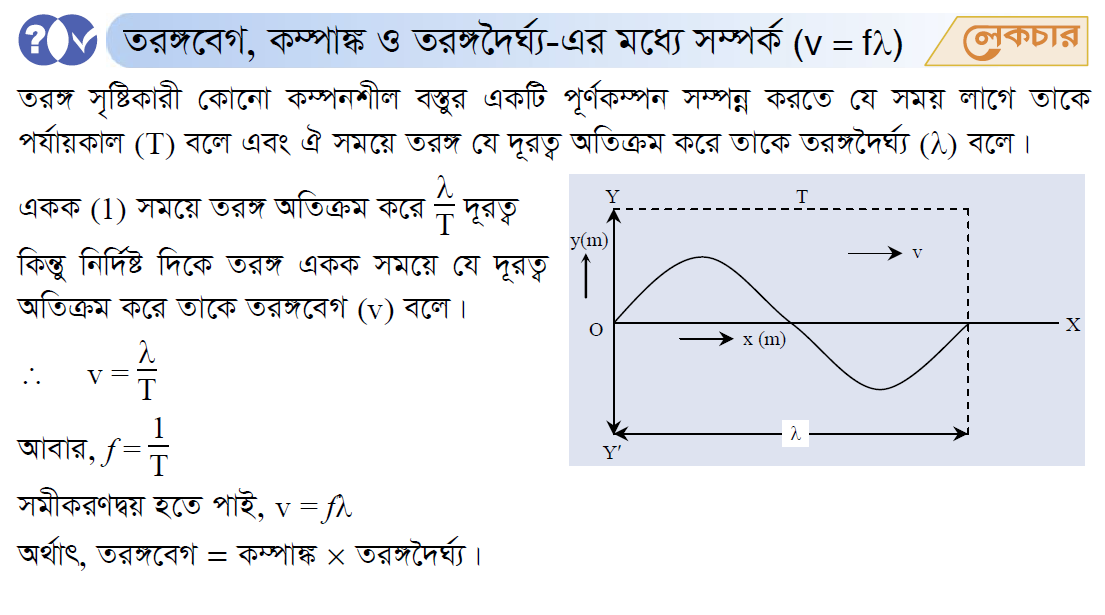 ?
তরঙ্গবেগ, কম্পাঙ্ক ও তরঙ্গদৈর্ঘ্য-এর মধ্যে সম্পর্ক (v = fλ)
লেকচার
তরঙ্গ সৃষ্টিকারী কোনো কম্পনশীল বস্তুর একটি পূর্ণকম্পন সম্পন্ন করতে যে সময় লাগে তাকে
পর্যায়কাল (T) বলে এবং ঐ সময়ে তরঙ্গ যে দূরত্ব অতিক্রম করে তাকে তরঙ্গদৈর্ঘ্য (λ) বলে।
একক (1) সময়ে তরঙ্গ অতিক্রম করে λ/T দূরত্ব
কিন্তু নির্দিষ্ট দিকে তরঙ্গ একক সময়ে যে দূরত্ব
অতিক্রম করে তাকে তরঙ্গবেগ (v) বলে।
∴ v = λ/T
আবার, f = 1/T
সমীকরণদ্বয় হতে পাই, v = fλ
অর্থাৎ, তরঙ্গবেগ = কম্পাঙ্ক × তরঙ্গদৈর্ঘ্য।
Y T
y(m)
v
O
x (m)
X
λ
Y′